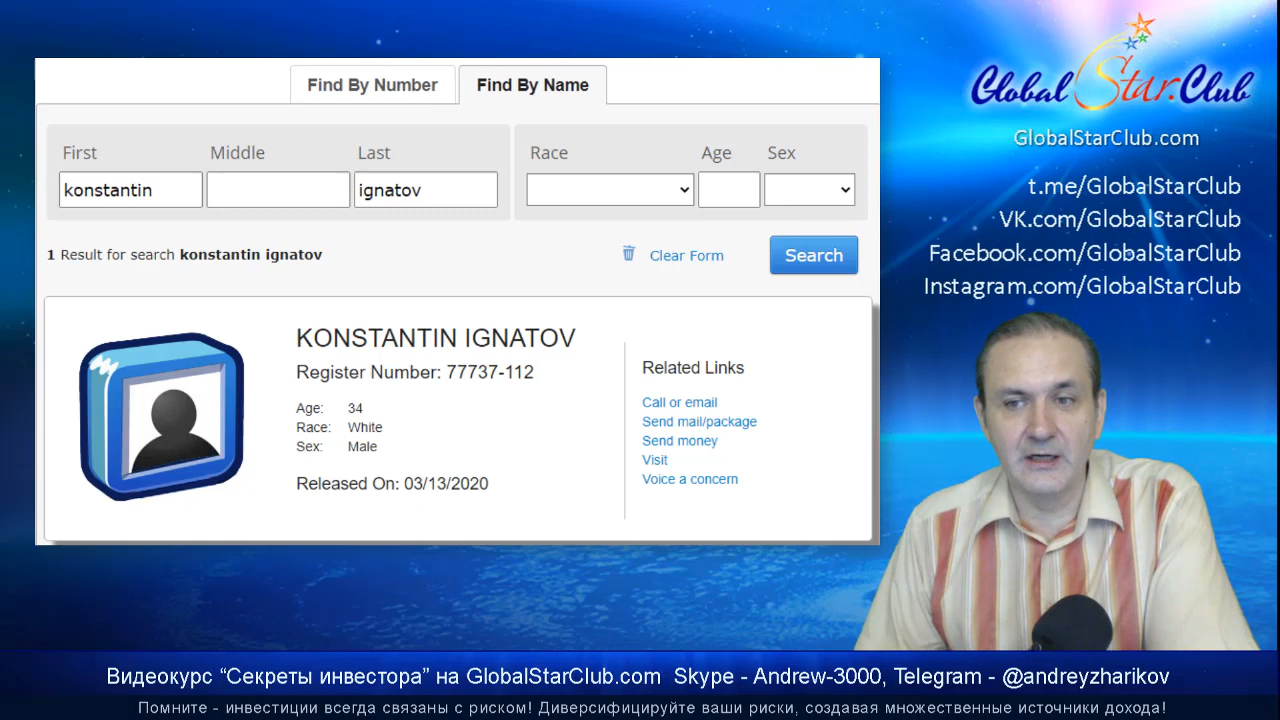 Find By Number
Find By Name
First Middle Last Race Age Sex
konstantin ignatov
1 Result for search konstantin ignatov Clear Form Search
KONSTANTIN IGNATOV
Register Number: 77737-112
Age: 34
Race: White
Sex: Male
Released On: 03/13/2020
Related Links
Call or email
Send mail/package
Send money
Visit
Voice a concern
Global Star.Club
GlobalStarClub.com
t.me/GlobalStarClub
VK.com/GlobalStarClub
Facebook.com/GlobalStarClub
Instagram.com/GlobalStarClub
Видеокурс “Секреты инвестора” на GlobalStarClub.com Skype - Andrew-3000, Telegram - @andreyzharikov
Помните - инвестиции всегда связаны с риском! Диверсифицируйте ваши риски, создавая множественные источники дохода!